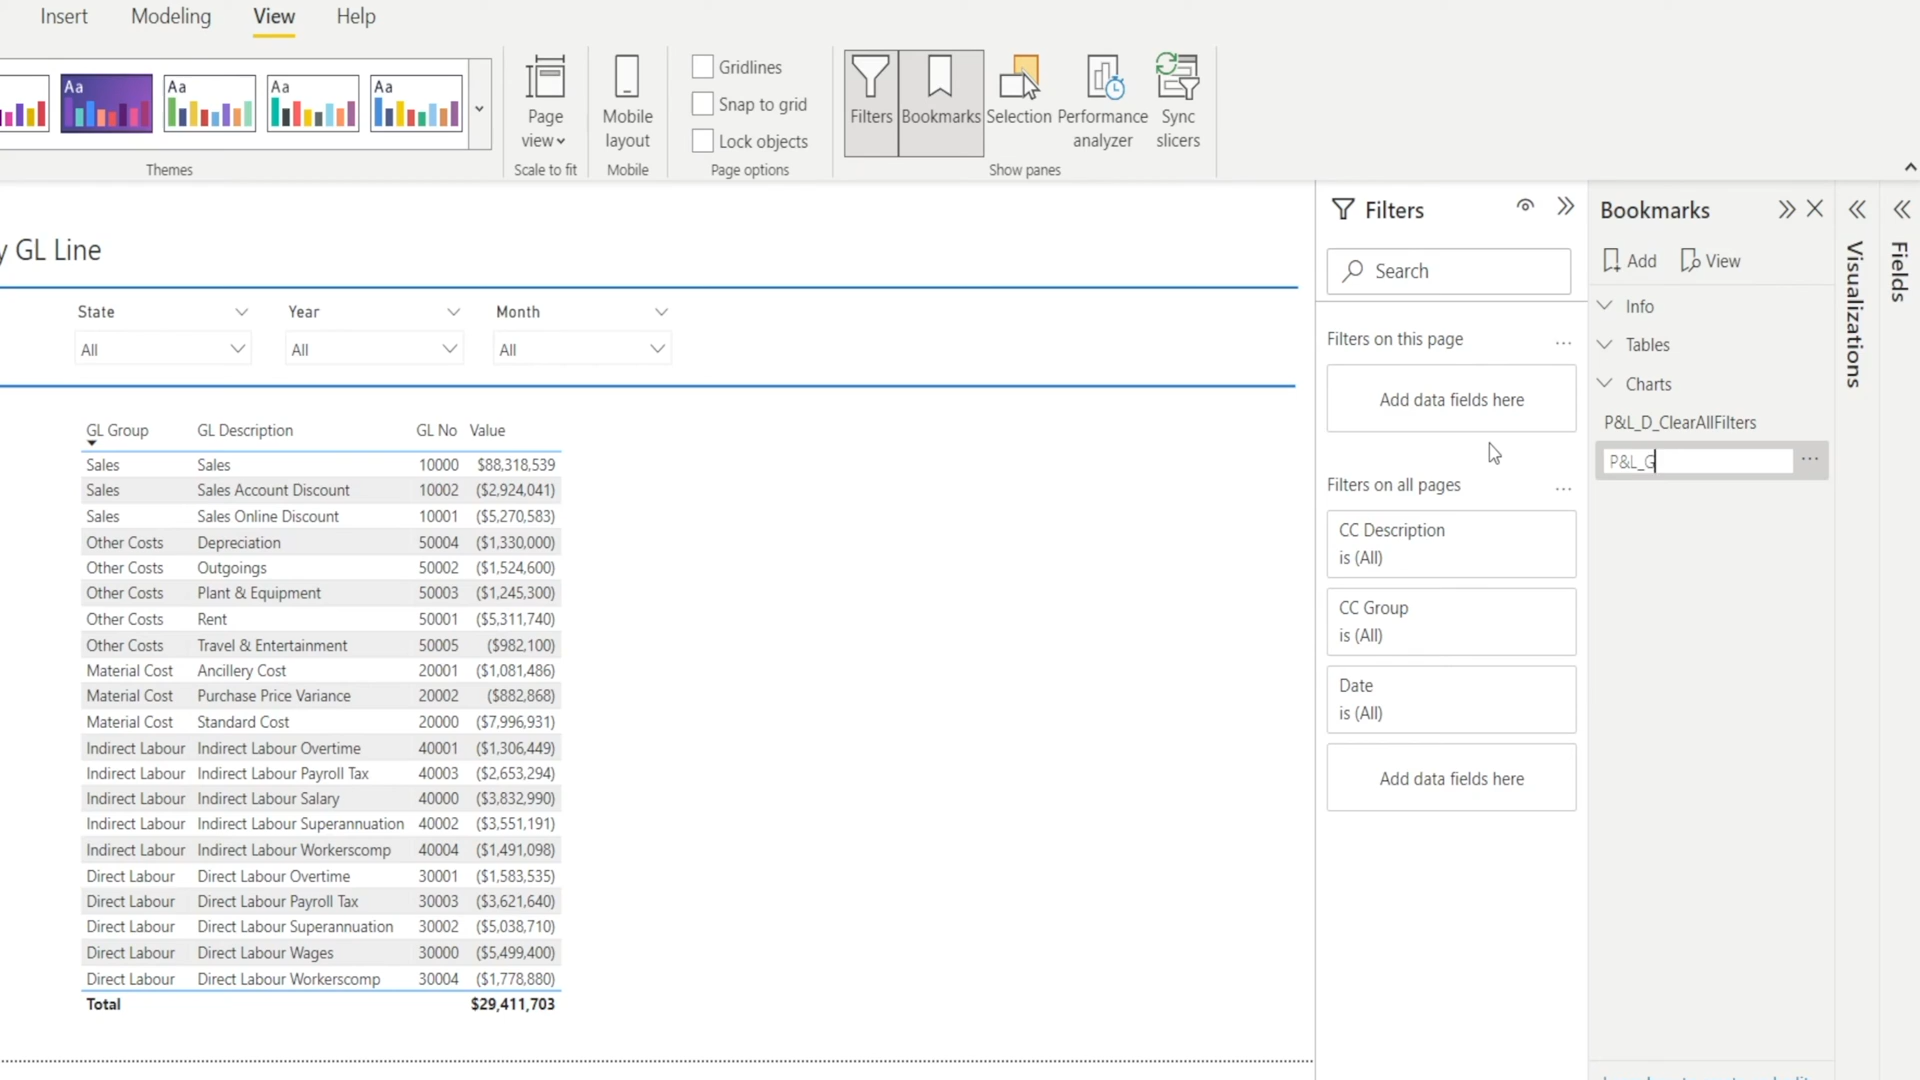 Insert Modeling View Help
Aa Aa Aa Aa
Page view
Mobile layout
Gridlines
Snap to grid
Lock objects
Filters Bookmarks Selection Performance analyzer Sync slicers
Themes Scale to fit Mobile Page options Show panes
y GL Line
State Year Month
All All All
GL Group GL Description GL No Value
Sales Sales 10000 $88,318,539
Sales Sales Account Discount 10002 ($2,924,041)
Sales Sales Online Discount 10001 ($5,270,583)
Other Costs Depreciation 50004 ($1,330,000)
Other Costs Outgoings 50002 ($1,524,600)
Other Costs Plant & Equipment 50003 ($1,245,300)
Other Costs Rent 50001 ($5,311,740)
Other Costs Travel & Entertainment 50005 ($982,100)
Material Cost Ancillery Cost 20001 ($1,081,486)
Material Cost Purchase Price Variance 20002 ($882,868)
Material Cost Standard Cost 20000 ($7,996,931)
Indirect Labour Indirect Labour Overtime 40001 ($1,306,449)
Indirect Labour Indirect Labour Payroll Tax 40003 ($2,653,294)
Indirect Labour Indirect Labour Salary 40000 ($3,832,990)
Indirect Labour Indirect Labour Superannuation 40002 ($3,551,191)
Indirect Labour Indirect Labour Workerscomp 40004 ($1,491,098)
Direct Labour Direct Labour Overtime 30001 ($1,583,535)
Direct Labour Direct Labour Payroll Tax 30003 ($3,621,640)
Direct Labour Direct Labour Superannuation 30002 ($5,038,710)
Direct Labour Direct Labour Wages 30000 ($5,499,400)
Direct Labour Direct Labour Workerscomp 30004 ($1,778,880)
Total $29,411,703
Filters
Search
Filters on this page ...
Add data fields here
Filters on all pages ...
CC Description
is (All)
CC Group
is (All)
Date
is (All)
Add data fields here
Bookmarks
Add View
Info
Tables
Charts
P&L_D_ClearAllFilters
P&L_G ...
Visualizations
Fields